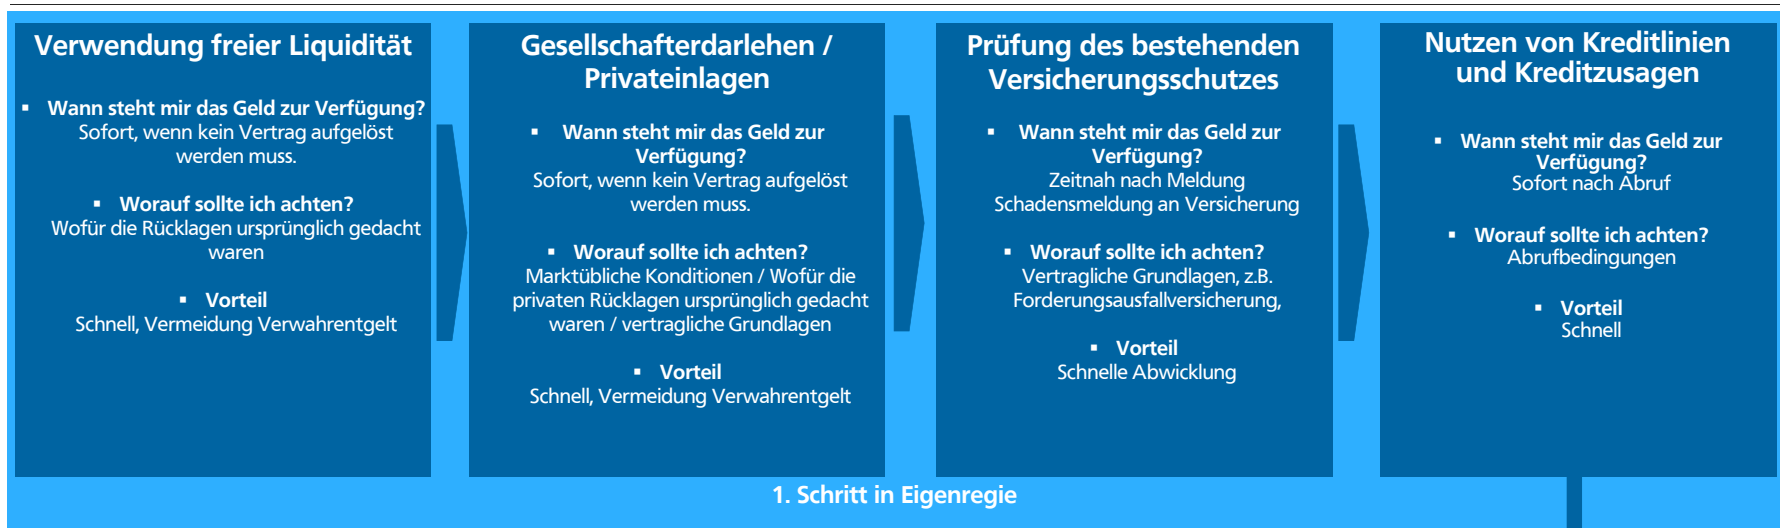 Verwendung freier Liquidität
▪ Wann steht mir das Geld zur Verfügung?
Sofort, wenn kein Vertrag aufgelöst
werden muss.
▪ Worauf sollte ich achten?
Wofür die Rücklagen ursprünglich gedacht
waren
▪ Vorteil
Schnell, Vermeidung Verwahrentgelt
Gesellschafterdarlehen /
Privateinlagen
▪ Wann steht mir das Geld zur
Verfügung?
Sofort, wenn kein Vertrag aufgelöst
werden muss.
▪ Worauf sollte ich achten?
Marktübliche Konditionen / Wofür die
privaten Rücklagen ursprünglich gedacht
waren / vertragliche Grundlagen
▪ Vorteil
Schnell, Vermeidung Verwahrentgelt
Prüfung des bestehenden
Versicherungsschutzes
▪ Wann steht mir das Geld zur
Verfügung?
Zeitnah nach Meldung
Schadensmeldung an Versicherung
▪ Worauf sollte ich achten?
Vertragliche Grundlagen, z.B.
Forderungsausfallversicherung,
▪ Vorteil
Schnelle Abwicklung
Nutzen von Kreditlinien
und Kreditzusagen
▪ Wann steht mir das Geld zur
Verfügung?
Sofort nach Abruf
▪ Worauf sollte ich achten?
Abrufbedingungen
▪ Vorteil
Schnell
1. Schritt in Eigenregie